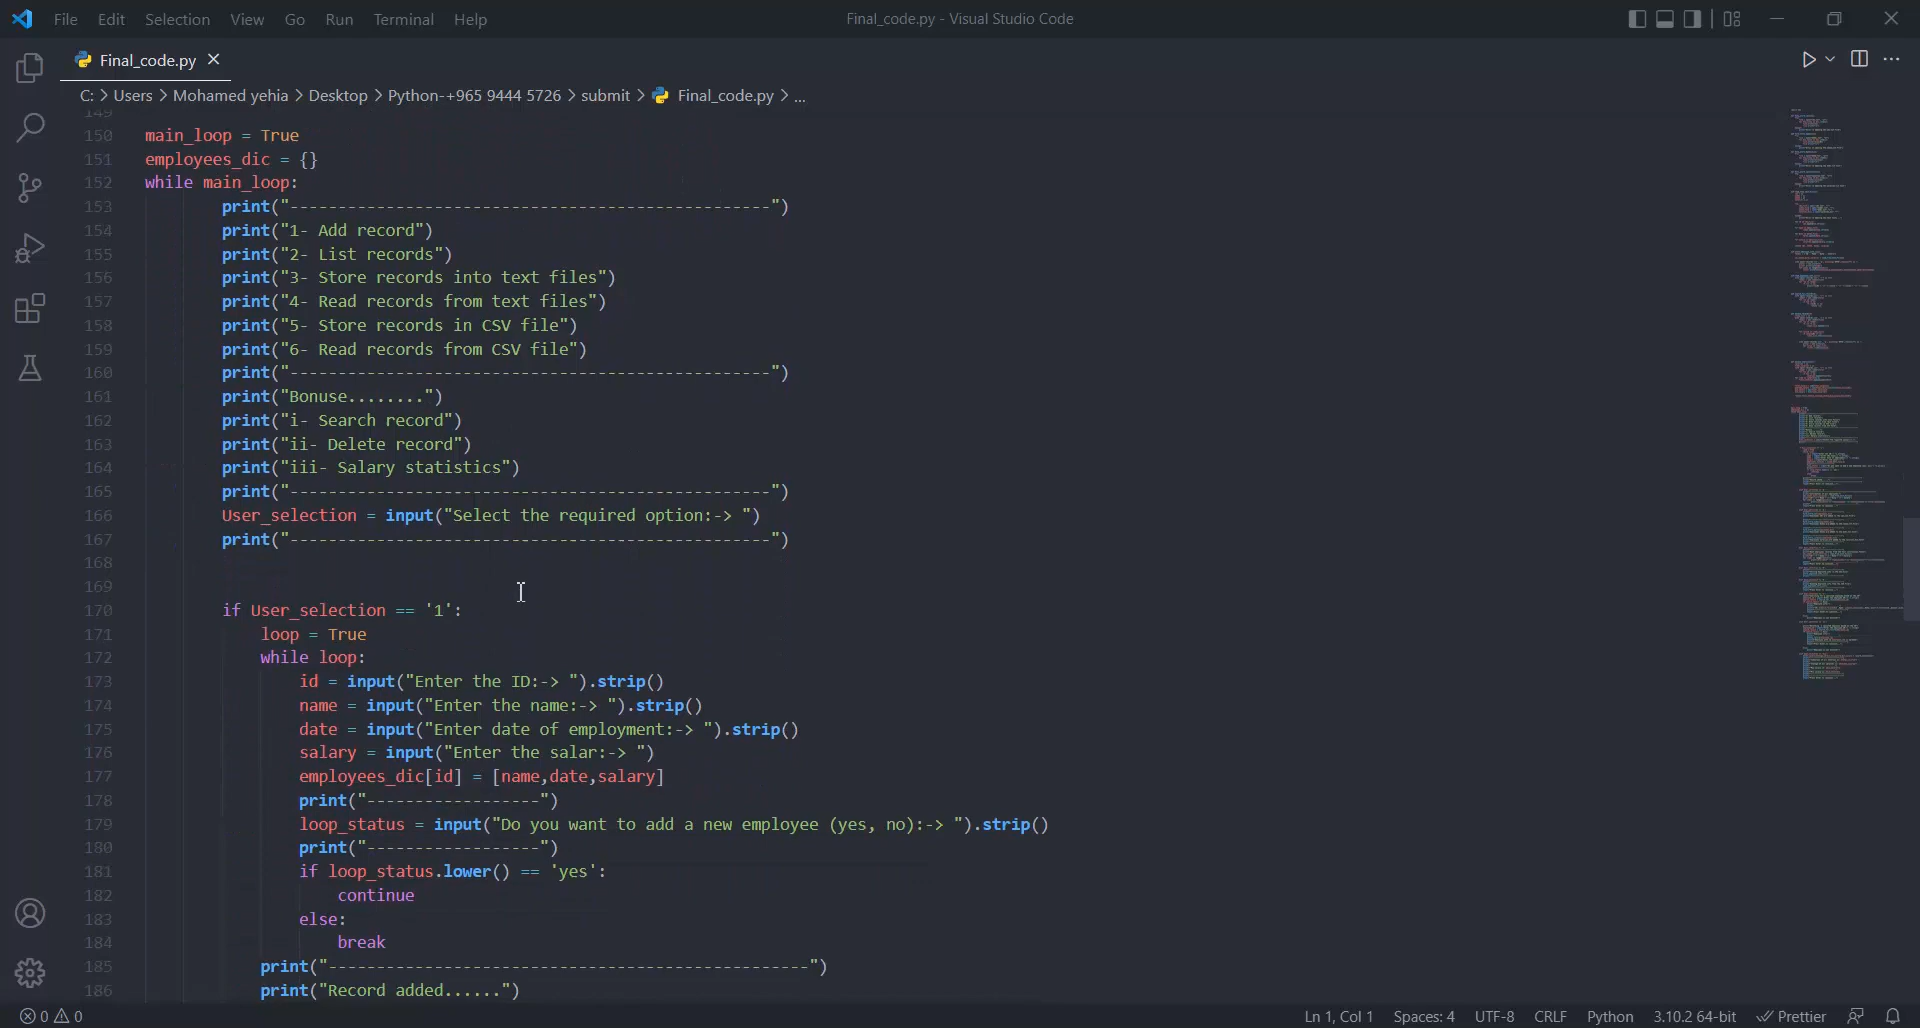 File Edit Selection View Go Run Terminal Help
Final_code.py - Visual Studio Code
Final_code.py
C: > Users > Mohamed yehia > Desktop > Python-+965 9444 5726 > submit > Final_code.py > ...
149
150 main_loop = True
151 employees_dic = {}
152 while main_loop:
153 print("--------------------------------------------------")
154 print("1- Add record")
155 print("2- List records")
156 print("3- Store records into text files")
157 print("4- Read records from text files")
158 print("5- Store records in CSV file")
159 print("6- Read records from CSV file")
160 print("--------------------------------------------------")
161 print("Bonuse........")
162 print("i- Search record")
163 print("ii- Delete record")
164 print("iii- Salary statistics")
165 print("--------------------------------------------------")
166 User_selection = input("Select the required option:-> ")
167 print("--------------------------------------------------")
168
169
170 if User_selection == '1':
171 loop = True
172 while loop:
173 id = input("Enter the ID:-> ").strip()
174 name = input("Enter the name:-> ").strip()
175 date = input("Enter date of employment:-> ").strip()
176 salary = input("Enter the salar:-> ")
177 employees_dic[id] = [name,date,salary]
178 print("------------------")
179 loop_status = input("Do you want to add a new employee (yes, no):-> ").strip()
180 print("------------------")
181 if loop_status.lower() == 'yes':
182 continue
183 else:
184 break
185 print("--------------------------------------------------")
186 print("Record added......")
0 0
Ln 1, Col 1 Spaces: 4 UTF-8 CRLF Python 3.10.2 64-bit Prettier